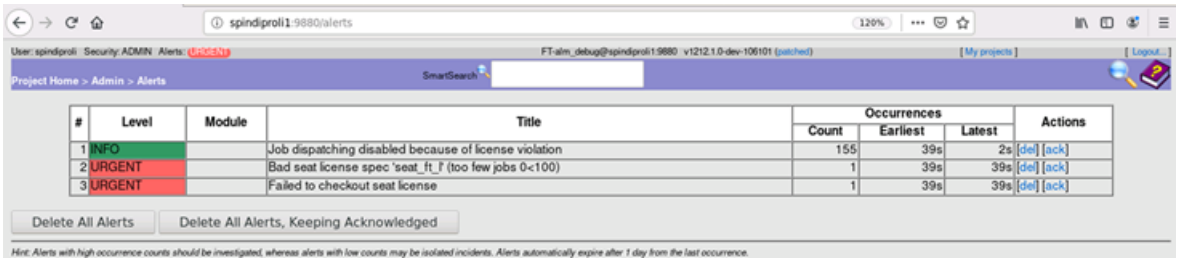 spindiproli1:9880/alerts 120%
User: spindiproli Security: ADMIN Alerts: URGENT FT-alm_debug@spindiproli1:9880 v1212.1.0-dev-106101 (patched) [ My projects ] [ Logout... ]
Project Home > Admin > Alerts SmartSearch
# Level Module Title Occurrences Actions
Count Earliest Latest
1 INFO Job dispatching disabled because of license violation 155 39s 2s [del] [ack]
2 URGENT Bad seat license spec 'seat_ft_l' (too few jobs 0<100) 1 39s 39s [del] [ack]
3 URGENT Failed to checkout seat license 1 39s 39s [del] [ack]
Delete All Alerts Delete All Alerts, Keeping Acknowledged
Hint: Alerts with high occurrence counts should be investigated, whereas alerts with low counts may be isolated incidents. Alerts automatically expire after 1 day from the last occurrence.